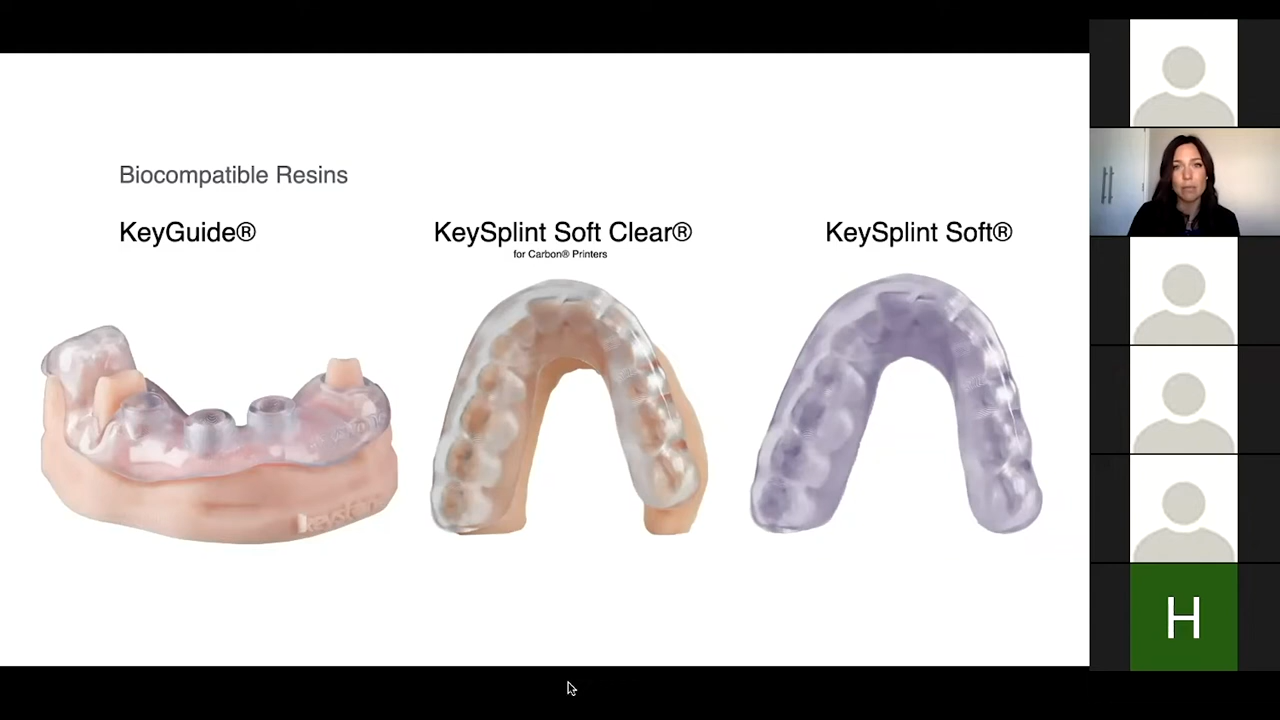 Biocompatible Resins
KeyGuide®
KeySplint Soft Clear®
for Carbon® Printers
KeySplint Soft®
H